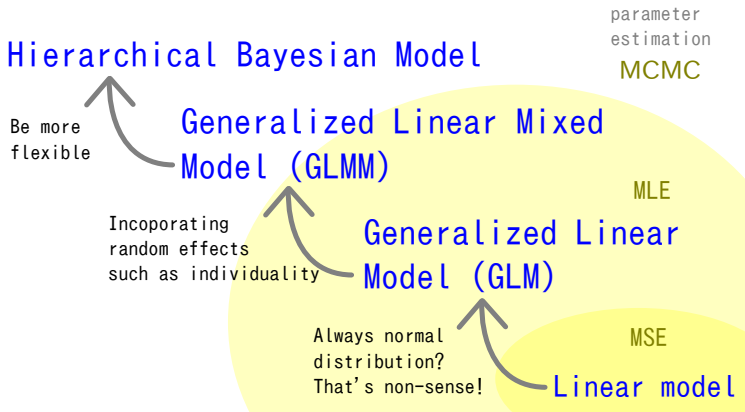 parameter
estimation
MCMC
Hierarchical Bayesian Model
Be more
flexible
Generalized Linear Mixed
Model (GLMM)
MLE
Incoporating
random effects
such as individuality
Generalized Linear
Model (GLM)
Always normal
distribution?
That's non-sense!
MSE
Linear model